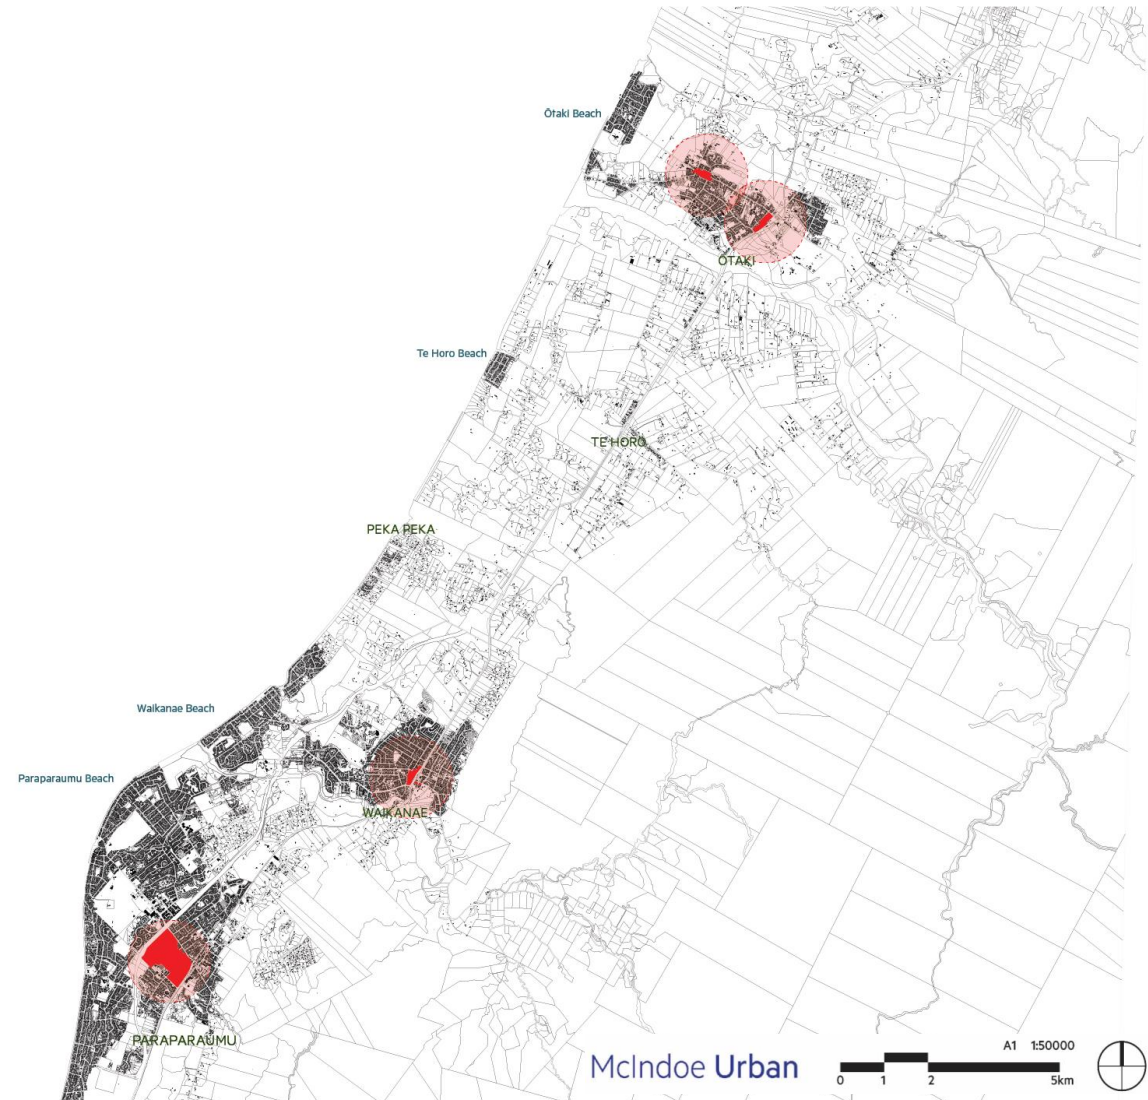 Ōtaki Beach
ŌTAKI
Te Horo Beach
TE HORO
PEKA PEKA
Waikanae Beach
Paraparaumu Beach
WAIKANAE
PARAPARAUMU
McIndoe Urban
A1 1:50000
0 1 2 5km